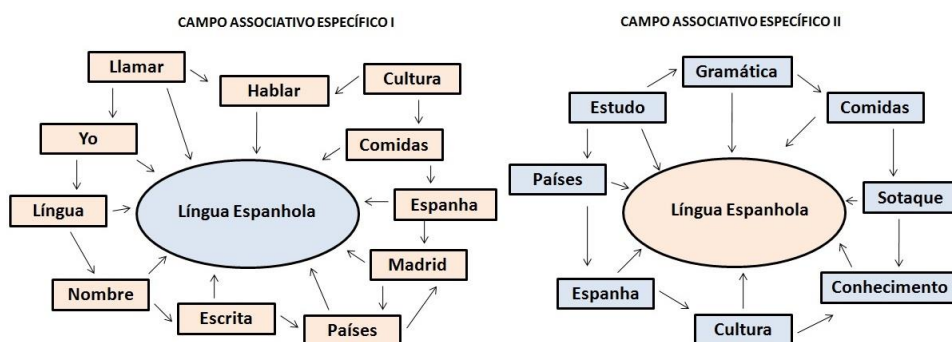 CAMPO ASSOCIATIVO ESPECÍFICO I
Llamar
Hablar
Cultura
Yo
Comidas
Língua
Língua Espanhola
Espanha
Madrid
Nombre
Escrita
Países
CAMPO ASSOCIATIVO ESPECÍFICO II
Gramática
Estudo
Comidas
Países
Língua Espanhola
Sotaque
Espanha
Conhecimento
Cultura